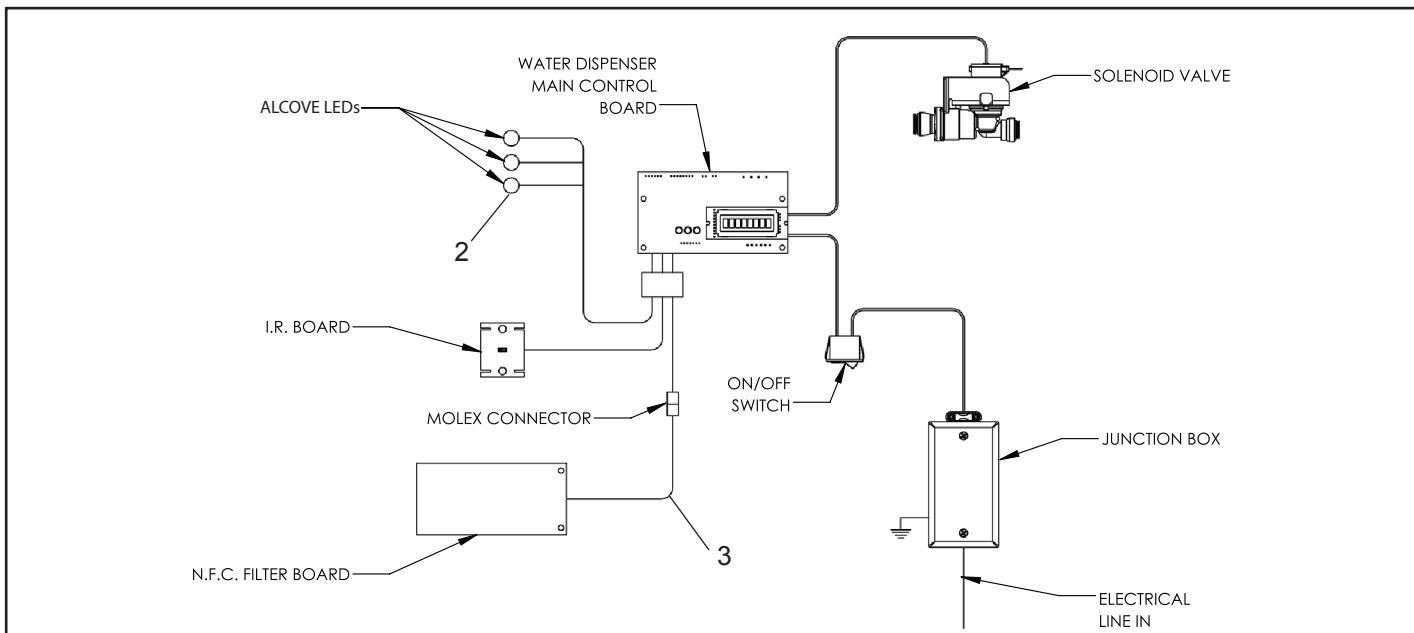 WATER DISPENSER
MAIN CONTROL
BOARD
SOLENOID VALVE
ALCOVE LEDs
2
I.R. BOARD
ON/OFF
SWITCH
MOLEX CONNECTOR
JUNCTION BOX
3
N.F.C. FILTER BOARD
ELECTRICAL
LINE IN